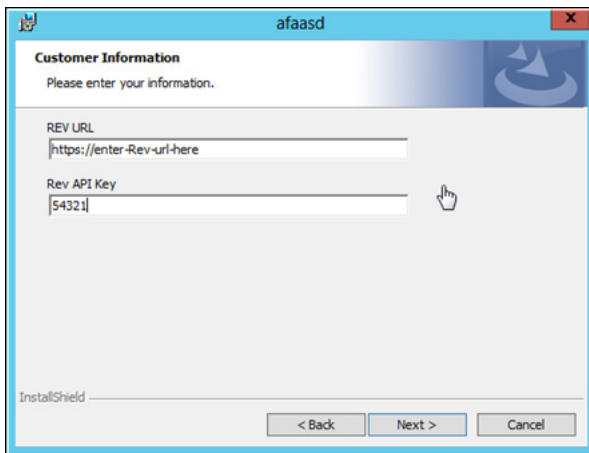 afaasd
x
Customer Information
Please enter your information.
REV URL
https://enter-Rev-url-here
Rev API Key
54321
InstallShield
< Back Next > Cancel